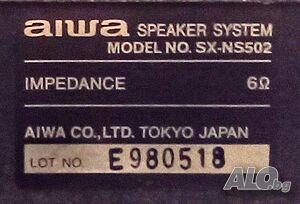 aiwa SPEAKER SYSTEM
MODEL NO. SX-NS502
IMPEDANCE 6Ω
AIWA CO.,LTD. TOKYO JAPAN
LOT NO. E980518
ALO.bg